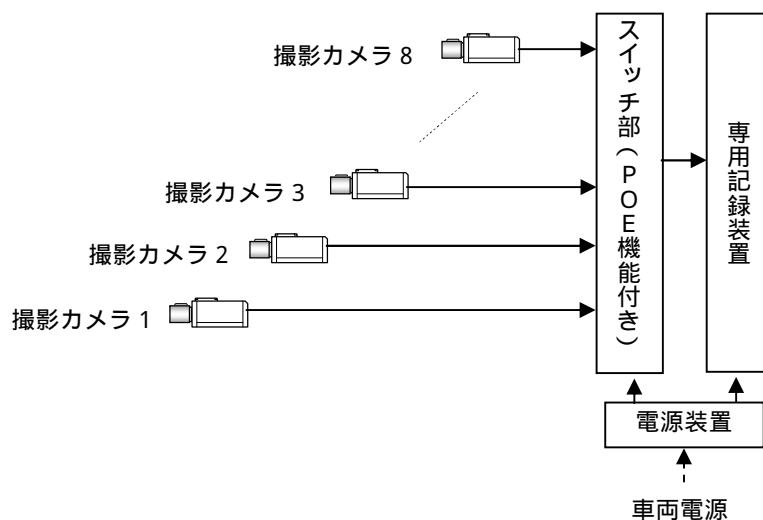 撮影カメラ 8
撮影カメラ 3
撮影カメラ 2
撮影カメラ 1
スイッチ部(POE機能付き)
専用記録装置
電源装置
車両電源